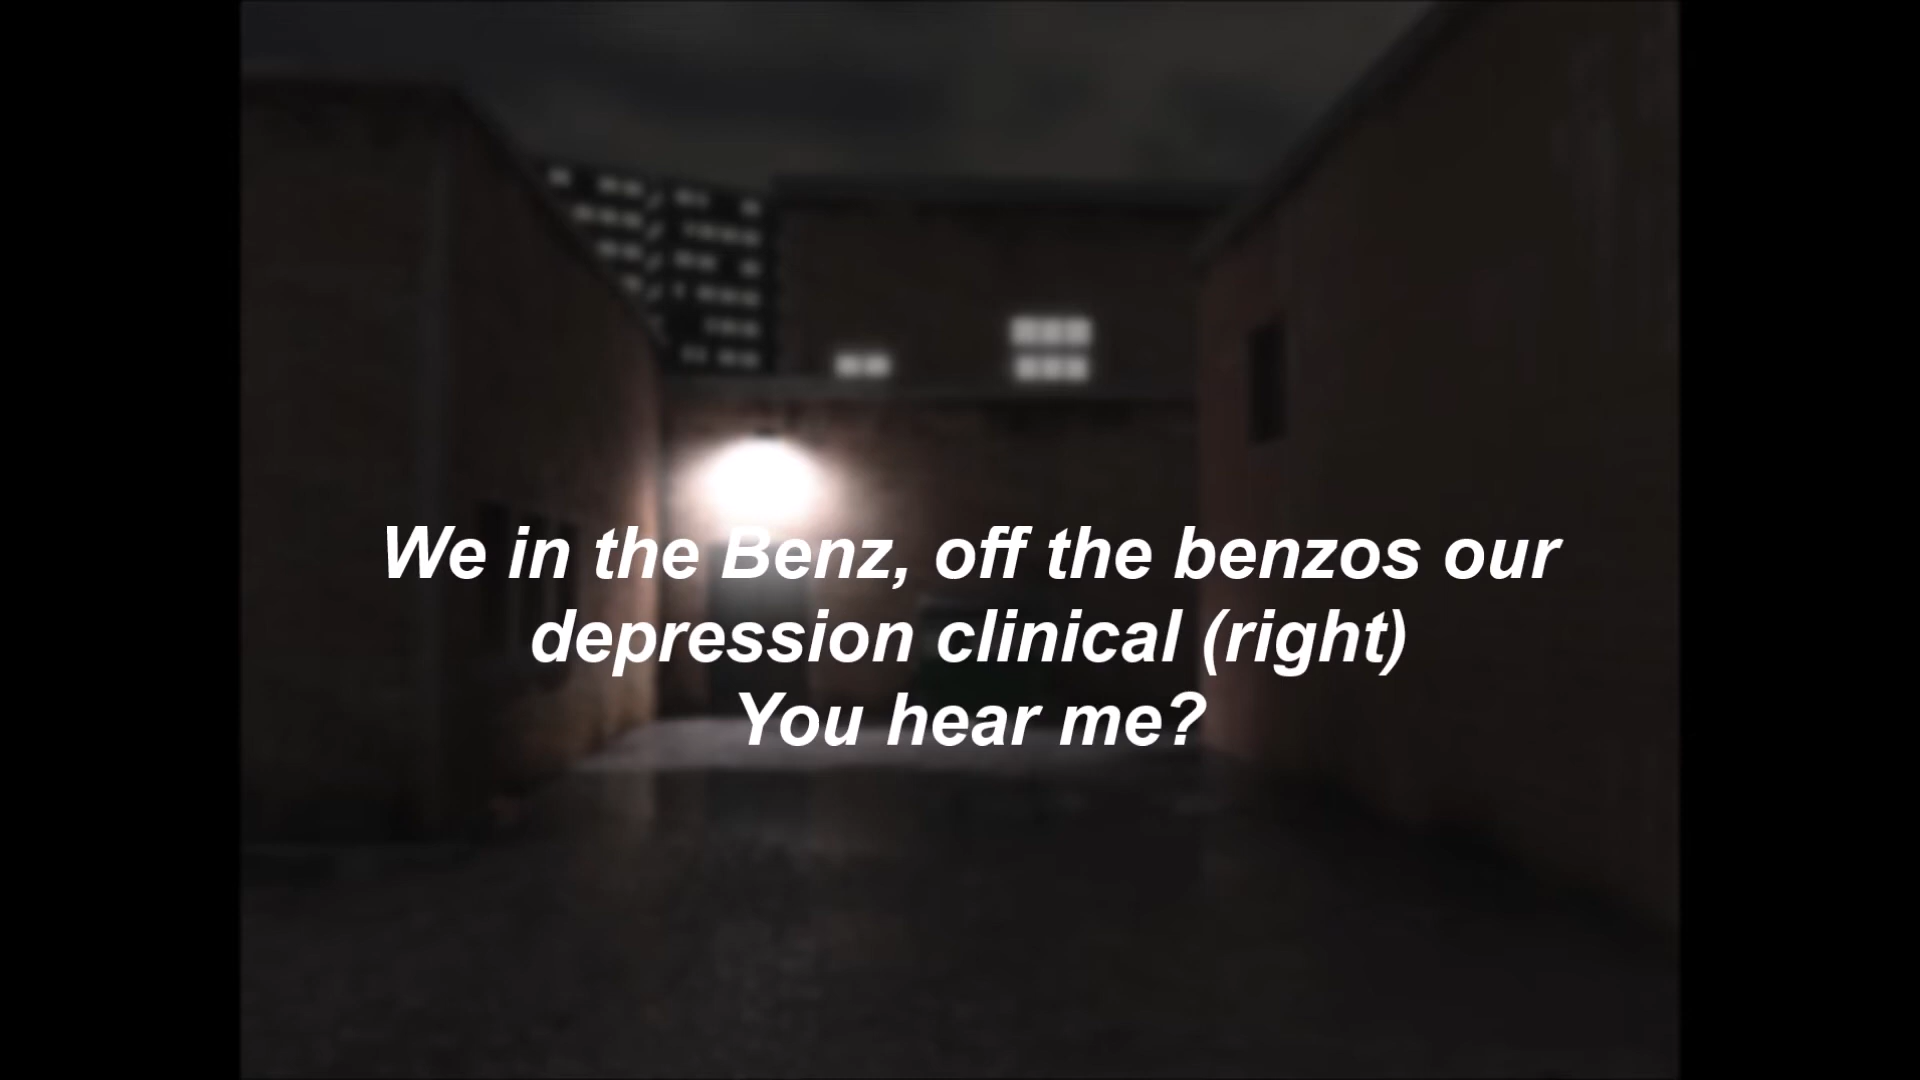 We in the Benz, off the benzos our
depression clinical (right)
You hear me?